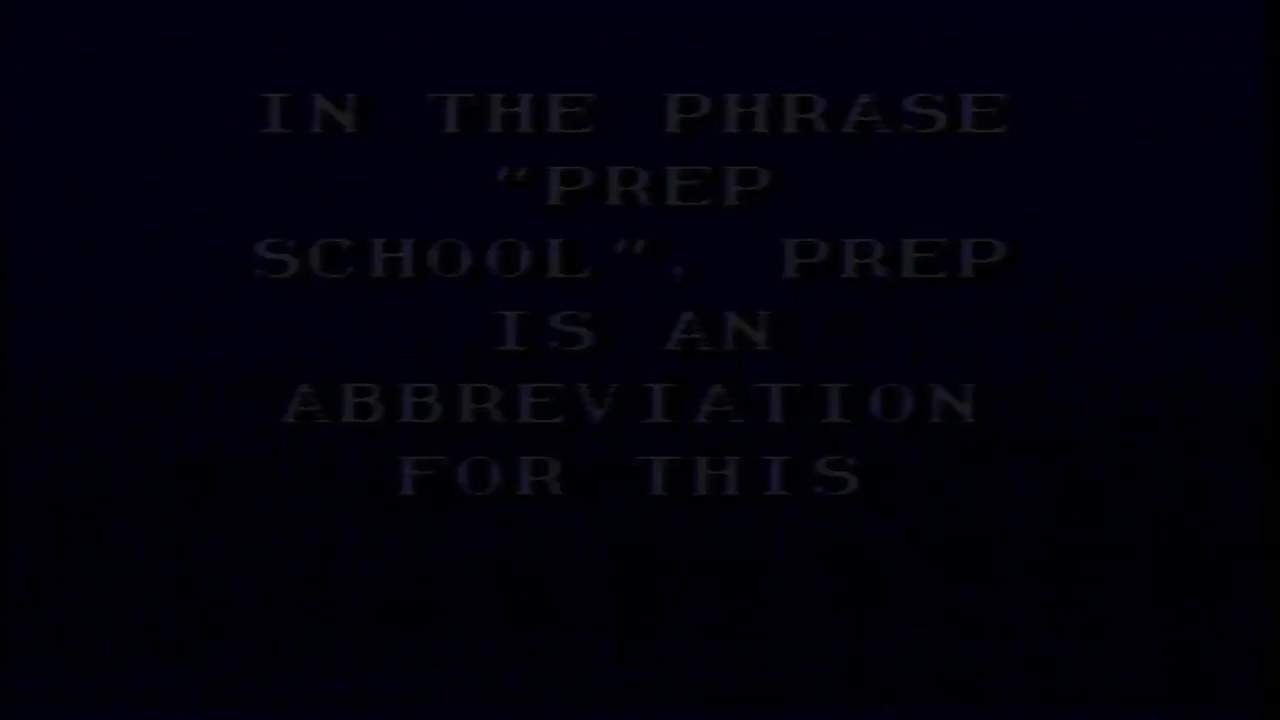 IN THE PHRASE
"PREP
SCHOOL", PREP
IS AN
ABBREVIATION
FOR THIS